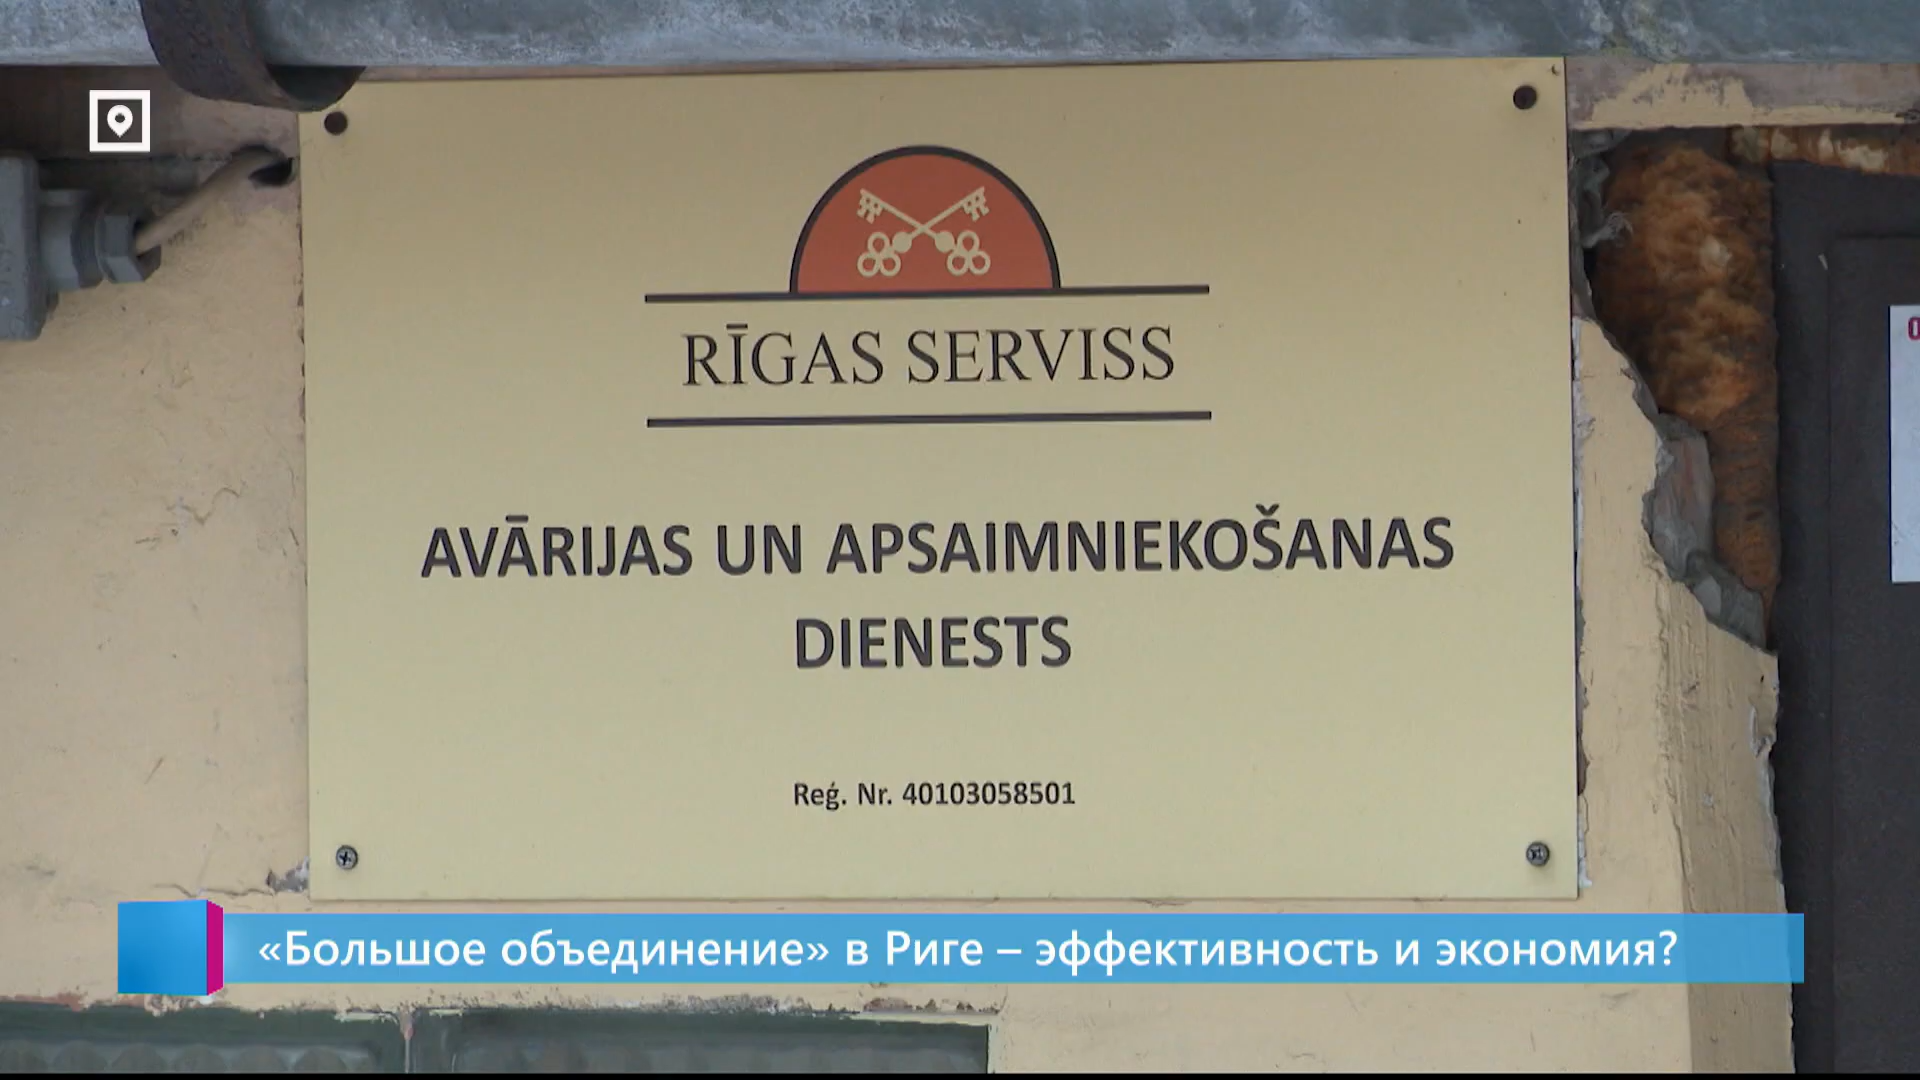 RĪGAS SERVISS
AVĀRIJAS UN APSAIMNIEKOŠANAS
DIENESTS
Reģ. Nr. 40103058501
«Большое объединение» в Риге – эффективность и экономия?